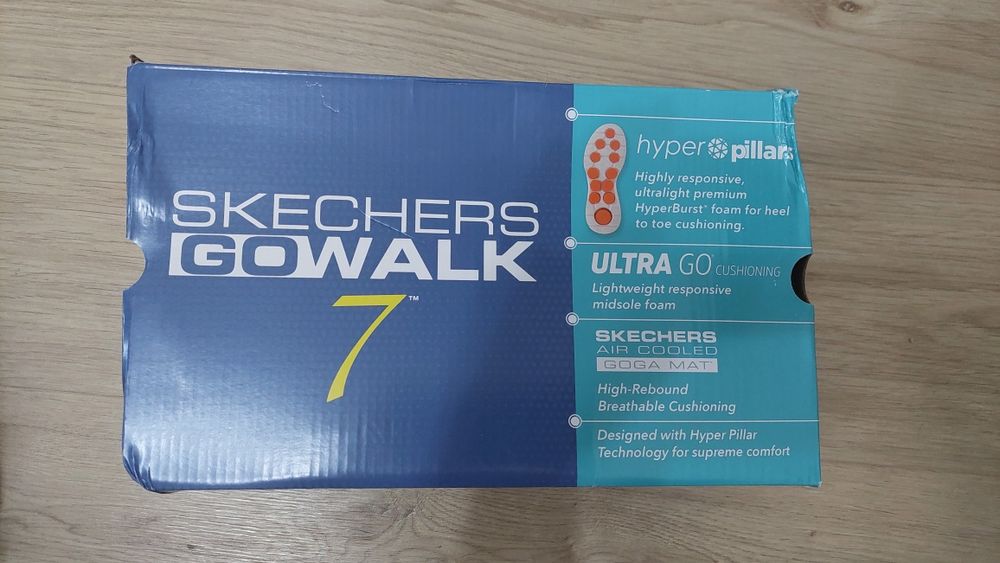 SKECHERS
GOWALK
7™
hyper pillar
Highly responsive,
ultralight premium
HyperBurst® foam for heel
to toe cushioning.
ULTRA GO® CUSHIONING
Lightweight responsive
midsole foam
SKECHERS
AIR COOLED
GOGA MAT™
High-Rebound
Breathable Cushioning
Designed with Hyper Pillar
Technology for supreme comfort